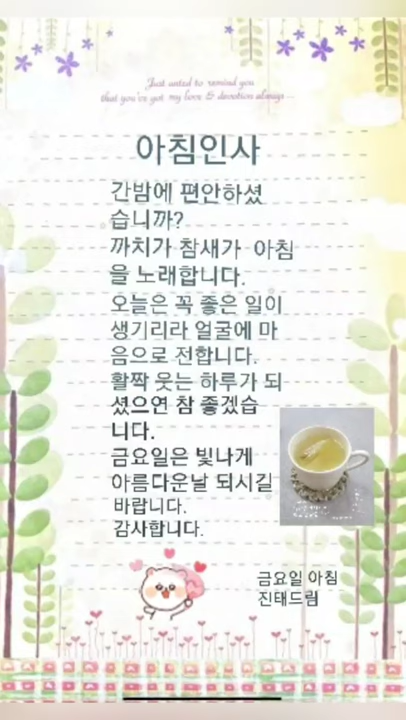 Just wnted to remind you
that you've got my love & devotion always...
아침인사
간밤에 편안하셨
습니까?
까치가 참새가 아침
을 노래합니다.
오늘은 꼭 좋은 일이
생기리라 얼굴에 마
음으로 전합니다.
활짝 웃는 하루가 되
셨으연 참 좋겠습
니다.
금요일은 빛나게
아름다운날 되시길
바랍니다.
감사합니다.
금요일 아침
진태드림